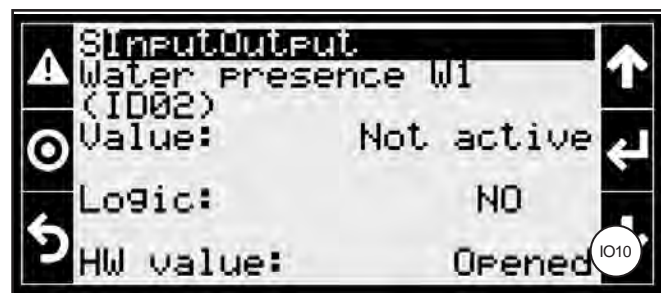 SInputOutput
Water presence W1
(ID02)
Value: Not active
Logic: NO
HW value: Opened
IO10